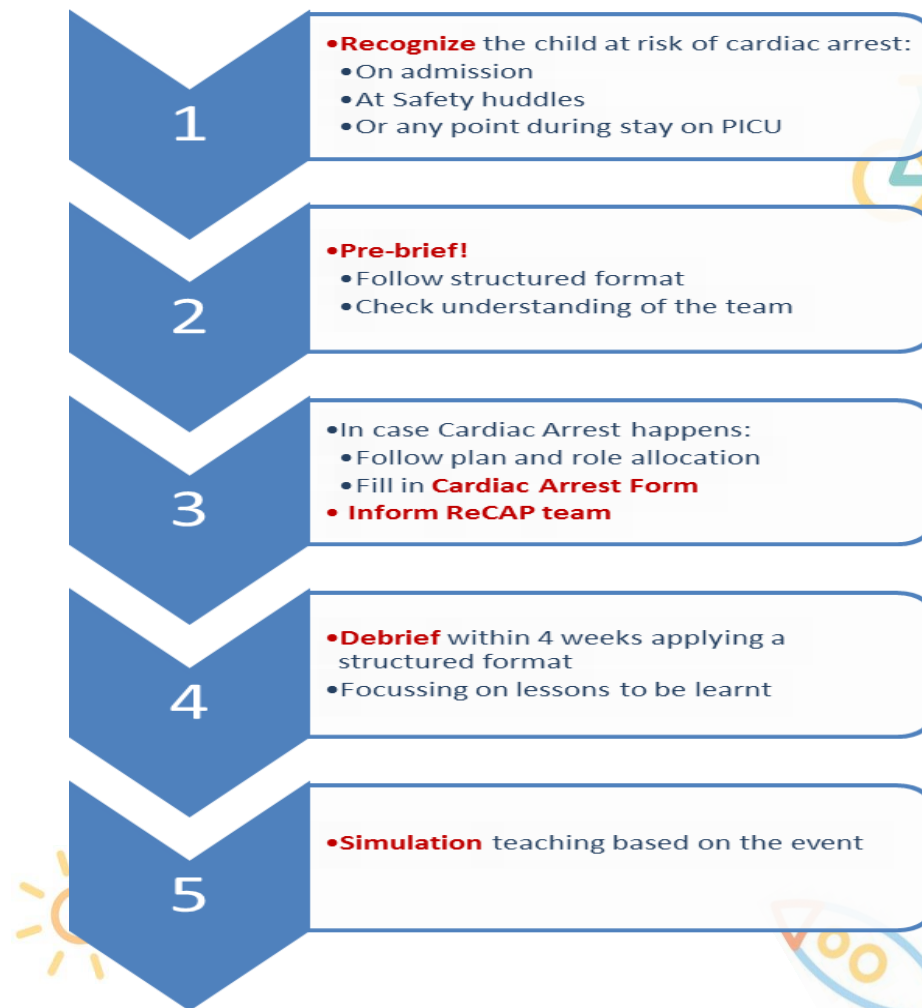 1
•Recognize the child at risk of cardiac arrest:
•On admission
•At Safety huddles
•Or any point during stay on PICU
2
•Pre-brief!
•Follow structured format
•Check understanding of the team
3
•In case Cardiac Arrest happens:
•Follow plan and role allocation
•Fill in Cardiac Arrest Form
• Inform ReCAP team
4
•Debrief within 4 weeks applying a
structured format
•Focussing on lessons to be learnt
5
•Simulation teaching based on the event